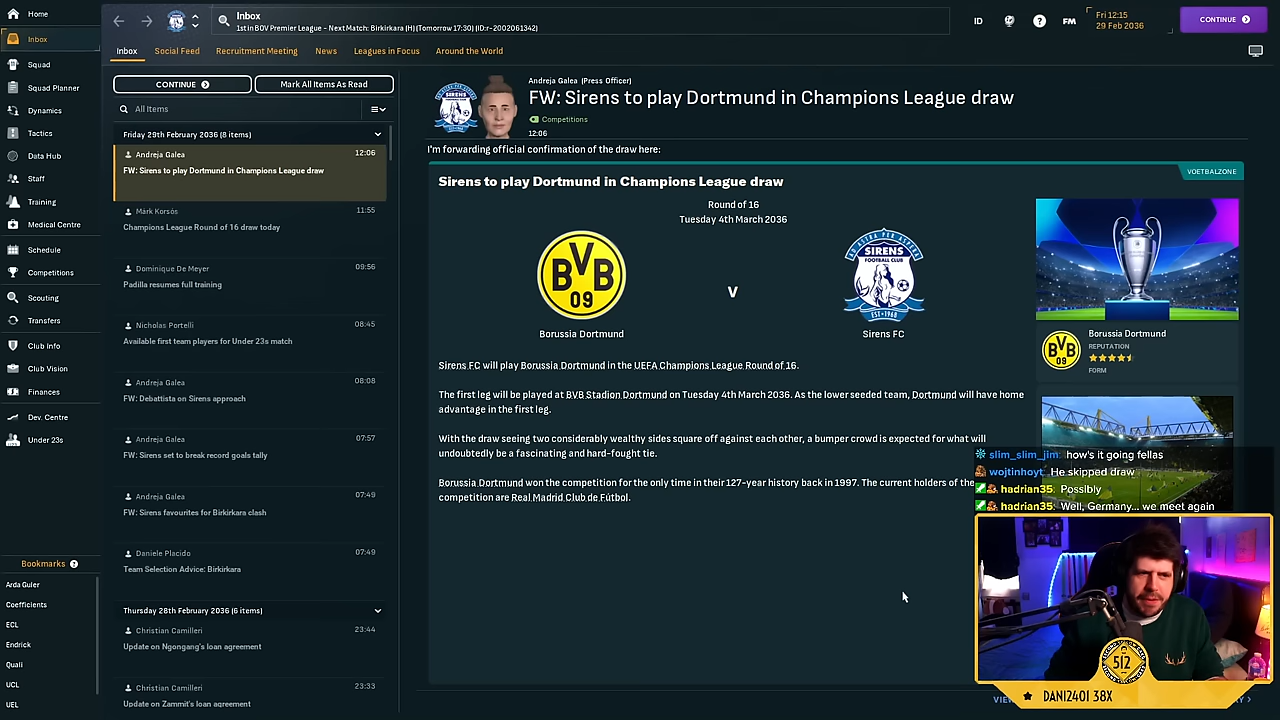 Home
Inbox
Squad
Squad Planner
Dynamics
Tactics
Data Hub
Staff
Training
Medical Centre
Schedule
Competitions
Scouting
Transfers
Club Info
Club Vision
Finances
Dev. Centre
Under 23s
Bookmarks ?
Arda Guler
Coefficients
ECL
Endrick
Quali
UCL
UEL
Inbox
1st in BOV Premier League - Next Match: Birkirkara (H) (Tomorrow 17:30) (ID:r-2002061342)
ID
?
FM
Fri 12:15
29 Feb 2036
CONTINUE
Inbox
Social Feed
Recruitment Meeting
News
Leagues in Focus
Around the World
CONTINUE
Mark All Items As Read
All Items
Friday 29th February 2036 (8 items)
Andreja Galea 12:06
FW: Sirens to play Dortmund in Champions League draw
Márk Korsós 11:55
Champions League Round of 16 draw today
Dominique De Meyer 09:56
Padilla resumes full training
Nicholas Portelli 08:45
Available first team players for Under 23s match
Andreja Galea 08:08
FW: Debattista on Sirens approach
Andreja Galea 07:57
FW: Sirens set to break record goals tally
Andreja Galea 07:49
FW: Sirens favourites for Birkirkara clash
Daniele Placido 07:49
Team Selection Advice: Birkirkara
Thursday 28th February 2036 (6 items)
Christian Camilleri 23:44
Update on Ngongang's loan agreement
Christian Camilleri 23:33
Update on Zammit's loan agreement
SIRENS
Andreja Galea (Press Officer)
FW: Sirens to play Dortmund in Champions League draw
Competitions
12:06
I'm forwarding official confirmation of the draw here:
VOETBALZONE
Sirens to play Dortmund in Champions League draw
Round of 16
Tuesday 4th March 2036
BVB
09
v
AD ASTRA PER ASPERA
SIRENS
FOOTBALL CLUB
EST • 1968
Borussia Dortmund
Sirens FC
Sirens FC will play Borussia Dortmund in the UEFA Champions League Round of 16.
The first leg will be played at BVB Stadion Dortmund on Tuesday 4th March 2036. As the lower seeded team, Dortmund will have home
advantage in the first leg.
With the draw seeing two considerably wealthy sides square off against each other, a bumper crowd is expected for what will
undoubtedly be a fascinating and hard-fought tie.
Borussia Dortmund won the competition for the only time in their 127-year history back in 1997. The current holders of the
competition are Real Madrid Club de Fútbol.
BVB
09
Borussia Dortmund
REPUTATION
FORM
slim_slim_jim: how's it going fellas
wojtinhoyt: He skipped draw
hadrian35: Possibly
hadrian35: Well, Germany... we meet again
512
DANI2401 38X